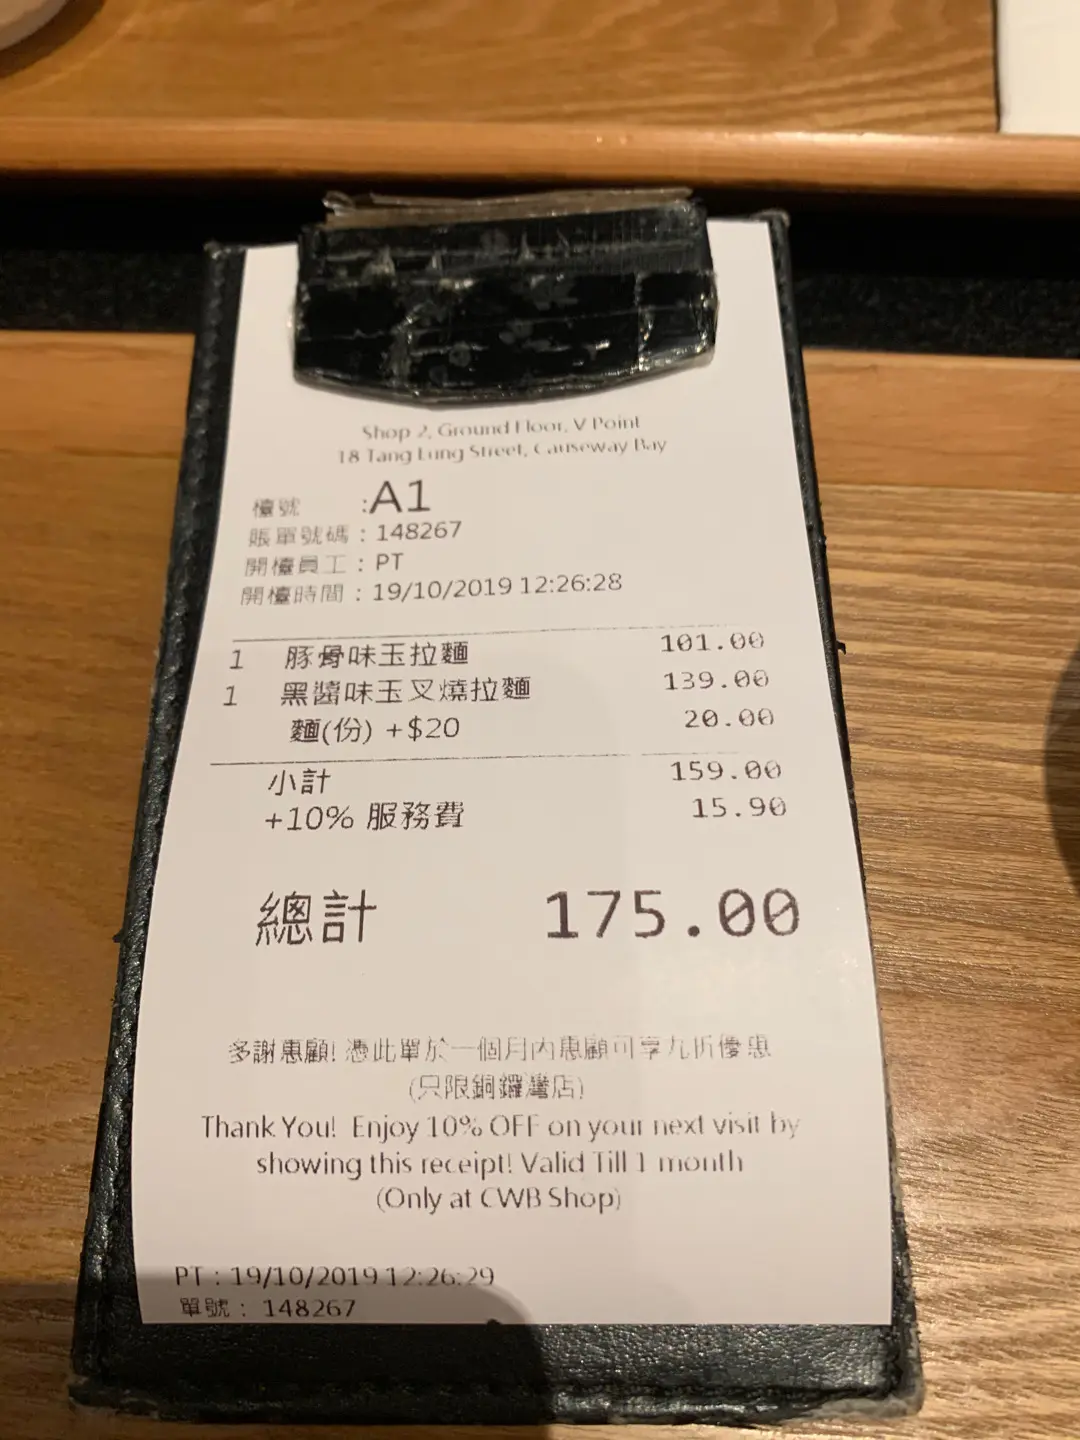 Shop 2, Ground Floor, V Point
18 Tang Lung Street, Causeway Bay
檯號 :A1
賬單號碼 : 148267
開檯員工 : PT
開檯時間 : 19/10/2019 12:26:28
1 豚骨味玉拉麵 101.00
1 黑醬味玉叉燒拉麵 139.00
麵(份) +$20 20.00
小計 159.00
+10% 服務費 15.90
總計 175.00
多謝惠顧! 憑此單於一個月內惠顧可享九折優惠
(只限銅鑼灣店)
Thank You! Enjoy 10% OFF on your next visit by
showing this receipt! Valid Till 1 month
(Only at CWB Shop)
PT : 19/10/2019 12:26:29
單號 : 148267